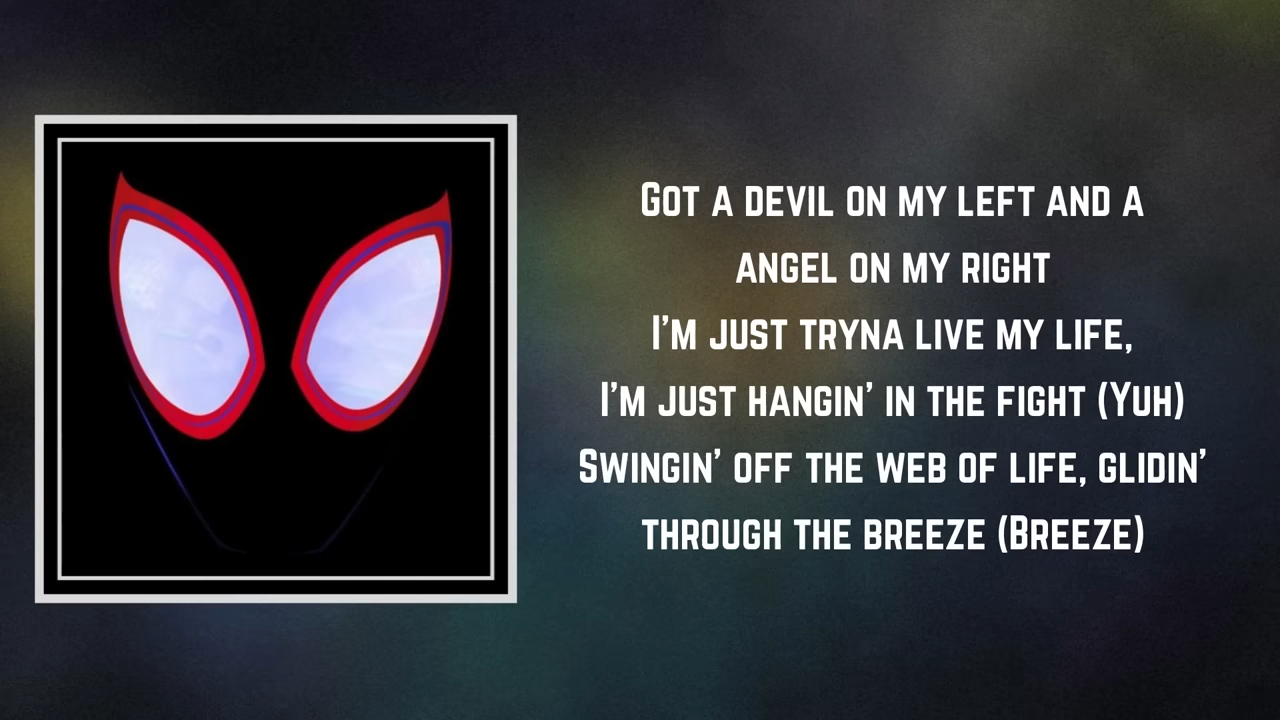 Got a devil on my left and a
angel on my right
I'm just tryna live my life,
I'm just hangin' in the fight (Yuh)
Swingin' off the web of life, glidin'
through the breeze (Breeze)